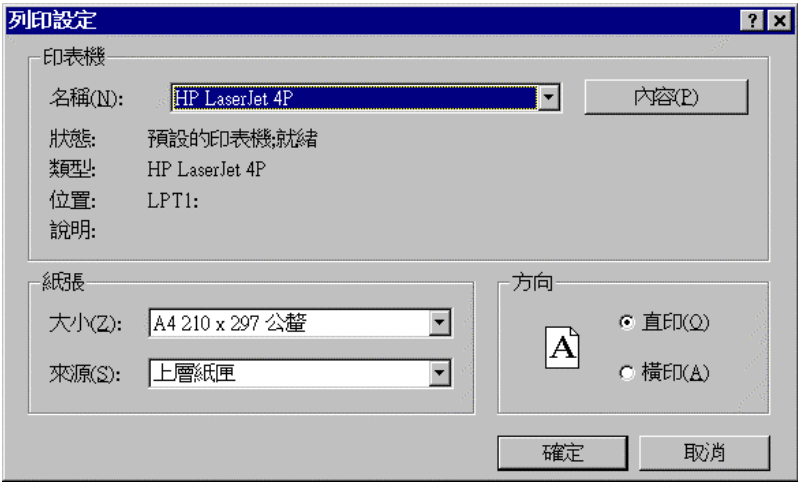 列印設定
印表機
名稱(N): HP LaserJet 4P 內容(P)
狀態: 預設的印表機;就緒
類型: HP LaserJet 4P
位置: LPT1:
說明:
紙張
大小(Z): A4 210 x 297 公釐
來源(S): 上層紙匣
方向
A
直印(O)
橫印(A)
確定 取消